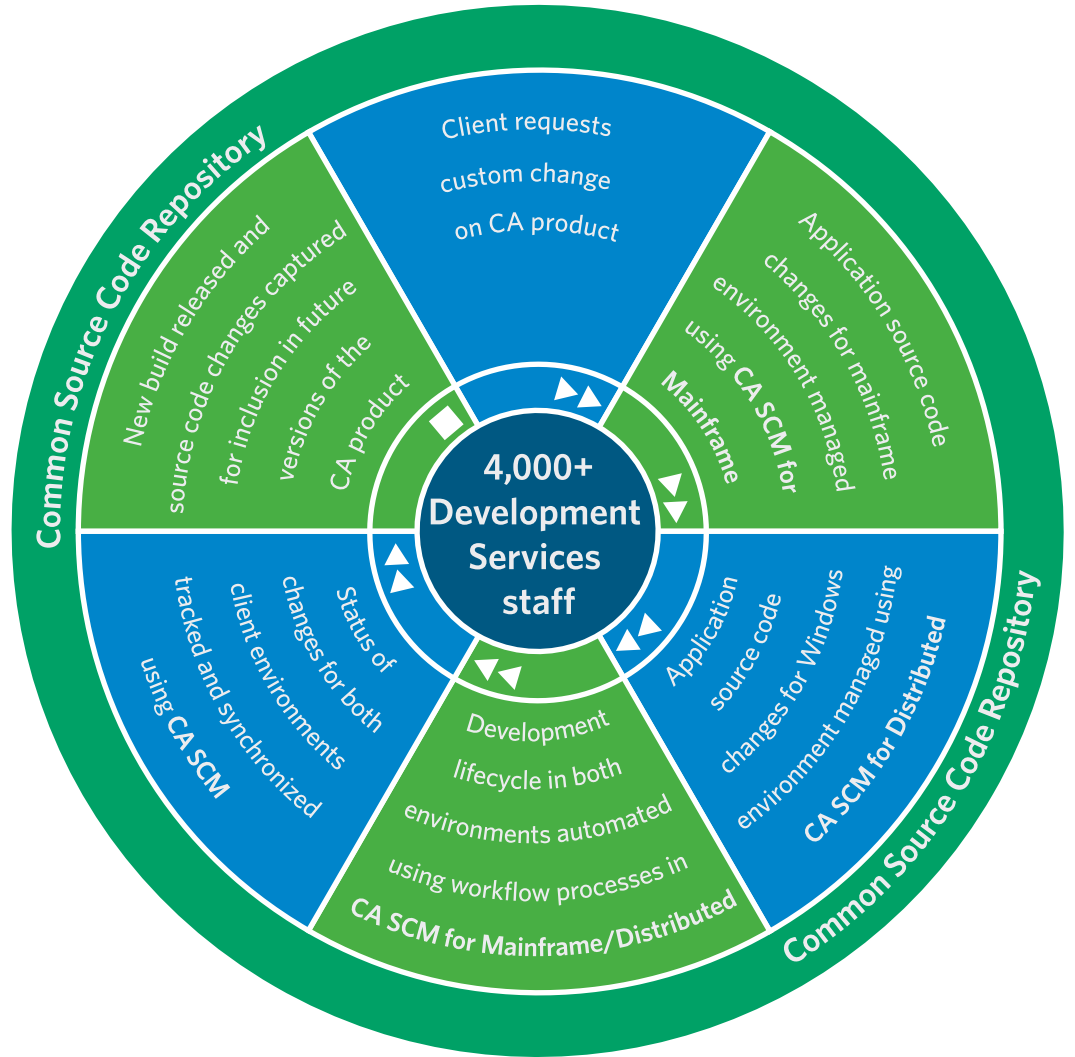 Common Source Code Repository
Client requests
custom change
on CA product
Application source code
changes for mainframe
environment managed
using CA SCM for
Mainframe
Application
source code
changes for Windows
environment managed using
CA SCM for Distributed
Development
lifecycle in both
environments automated
using workflow processes in
CA SCM for Mainframe/Distributed
Status of
changes for both
client environments
tracked and synchronized
using CA SCM
New build released and
source code changes captured
for inclusion in future
versions of the
CA product
4,000+
Development
Services
staff
Common Source Code Repository